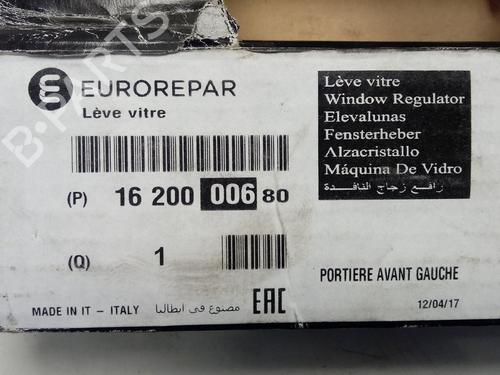 EUROREPAR
Lève vitre
Lève vitre
Window Regulator
Elevalunas
Fensterheber
Alzacristallo
Máquina De Vidro
رافع زجاج النافذة
(P) 16 200 006 80
(Q) 1
PORTIERE AVANT GAUCHE
MADE IN IT - ITALY صنوع في ايطاليا EAC
12/04/17
B-PARTS